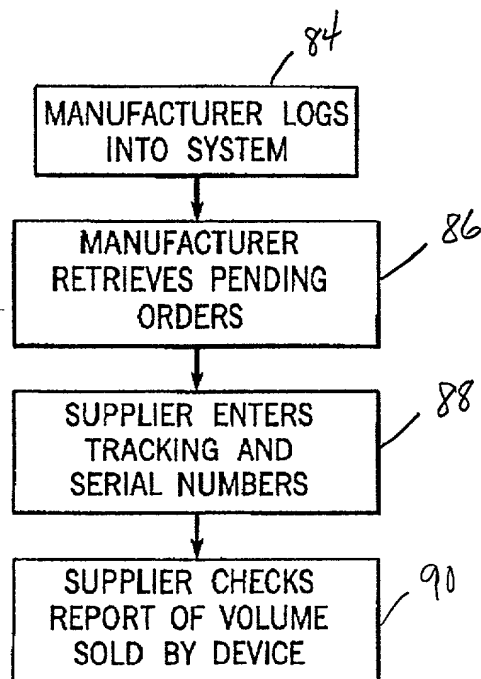 84
MANUFACTURER LOGS
INTO SYSTEM
86
MANUFACTURER
RETRIEVES PENDING
ORDERS
88
SUPPLIER ENTERS
TRACKING AND
SERIAL NUMBERS
90
SUPPLIER CHECKS
REPORT OF VOLUME
SOLD BY DEVICE